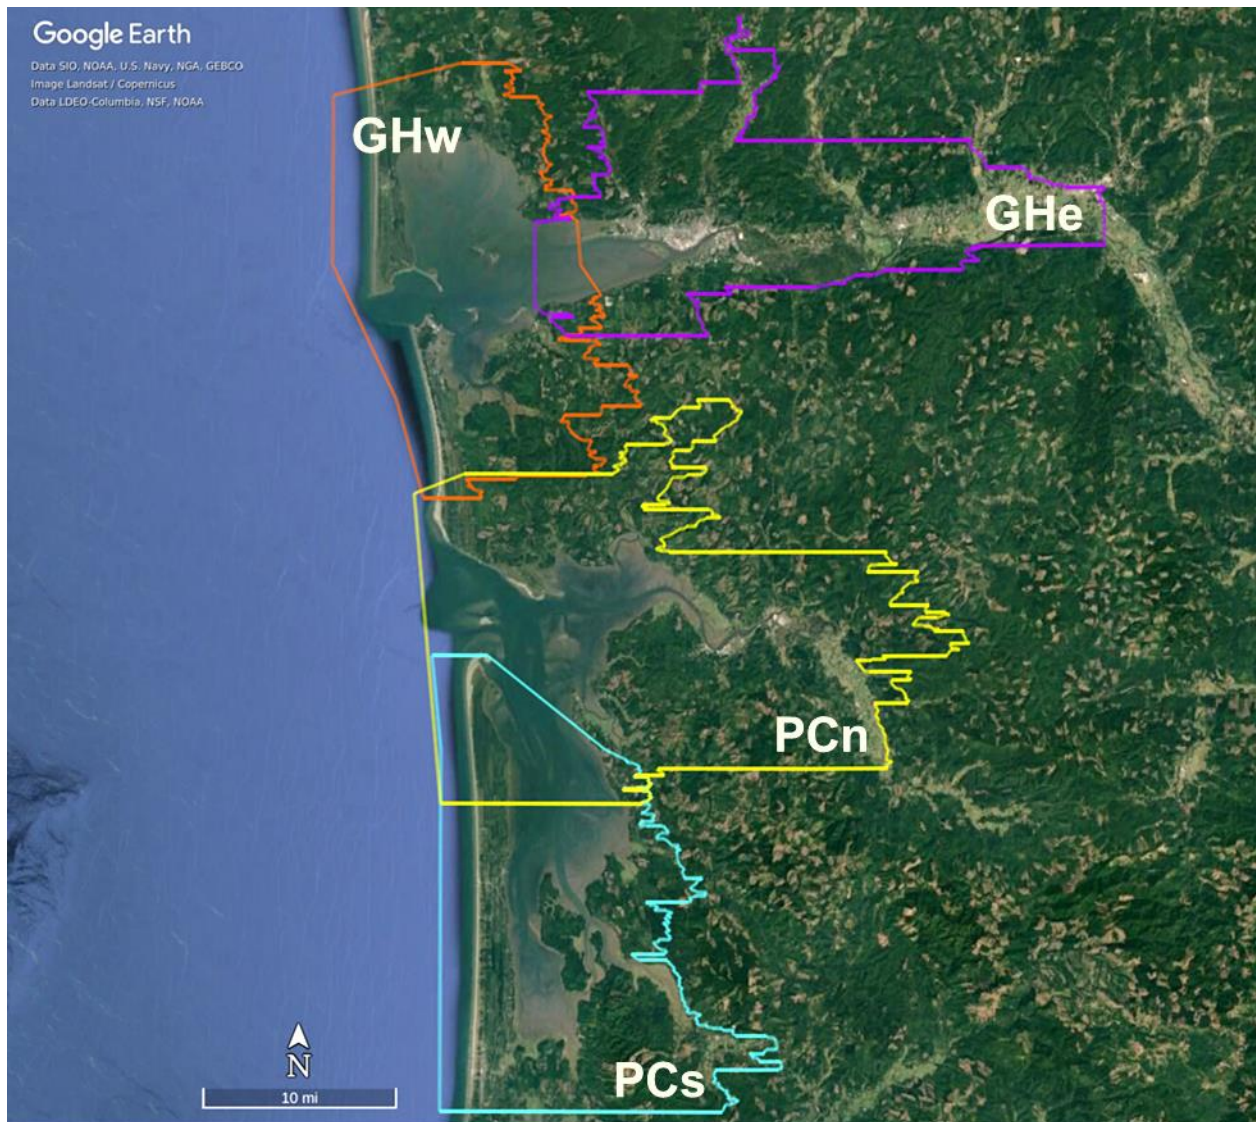 Google Earth
Data SIO, NOAA, U.S. Navy, NGA, GEBCO
Image Landsat / Copernicus
Data LDEO-Columbia, NSF, NOAA
GHw
GHe
PCn
PCs
N
10 mi